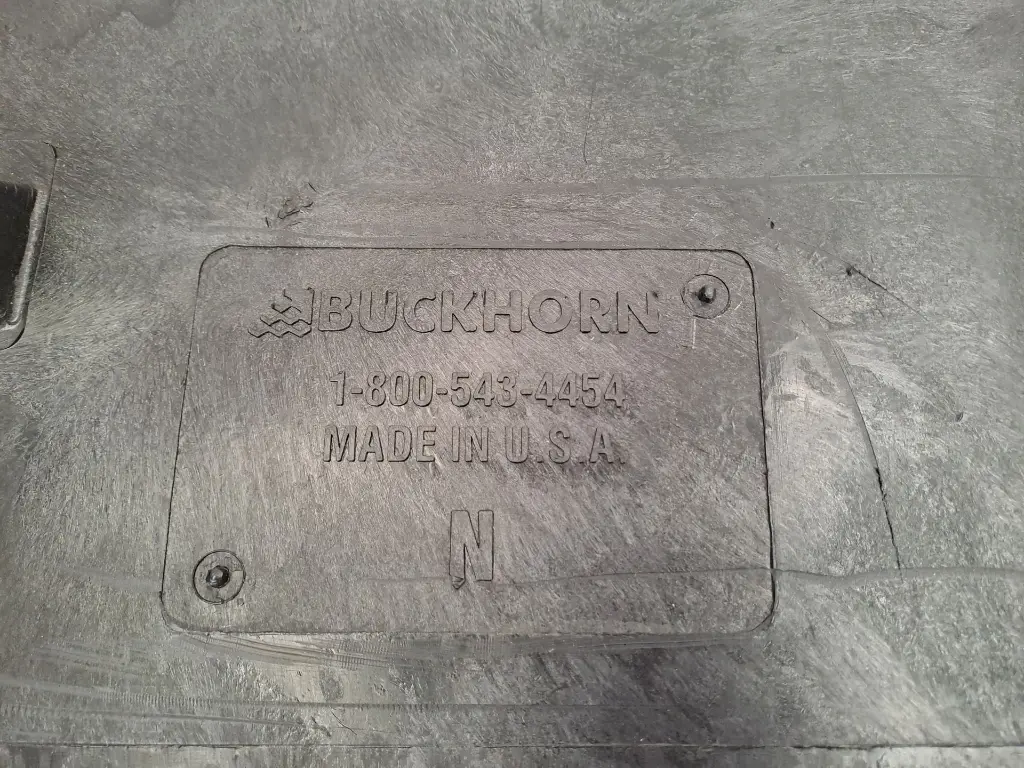 BUCKHORN
1-800-543-4454
MADE IN U.S.A.
N